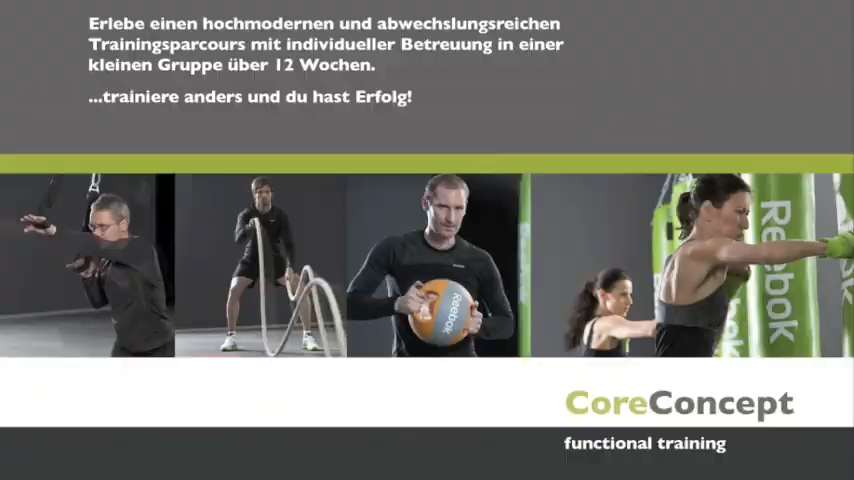 Erlebe einen hochmodernen und abwechslungsreichen
Trainingsparcours mit individueller Betreuung in einer
kleinen Gruppe über 12 Wochen.
...trainiere anders und du hast Erfolg!
Reebok
Reebok
CoreConcept
functional training